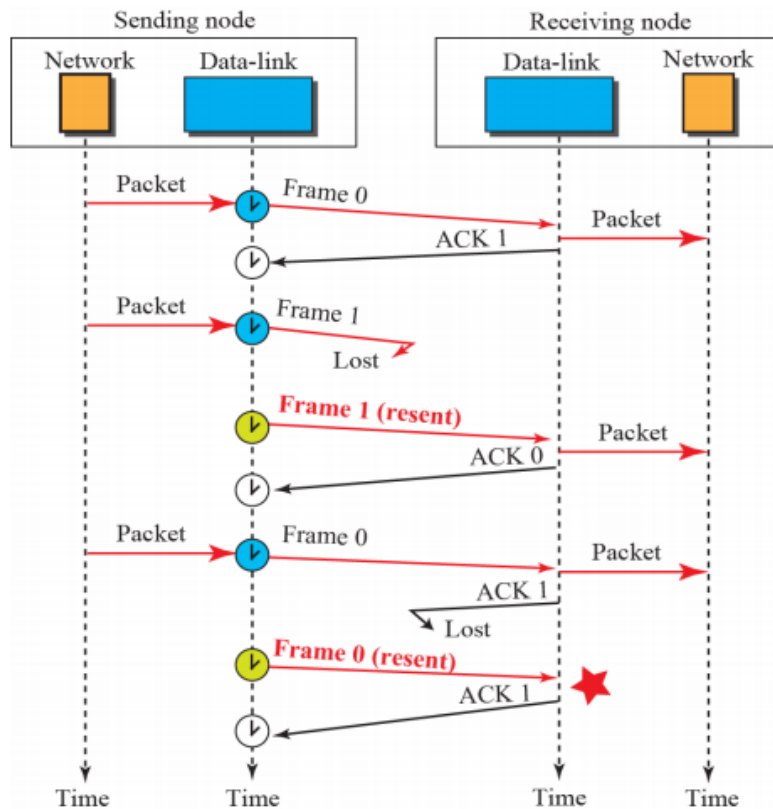 Sending node
Receiving node
Network
Data-link
Data-link
Network
Packet
Frame 0
Packet
ACK 1
Packet
Frame 1
Lost
Frame 1 (resent)
Packet
ACK 0
Packet
Frame 0
Packet
ACK 1
Lost
Frame 0 (resent)
ACK 1
Time
Time
Time
Time